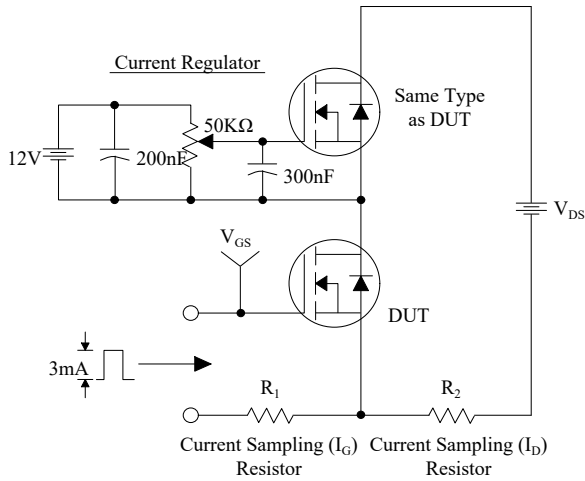 Current Regulator
Same Type
as DUT
50KΩ
12V
200nF
300nF
V_DS
V_GS
DUT
3mA
R_1
R_2
Current Sampling (I_G)
Resistor
Current Sampling (I_D)
Resistor